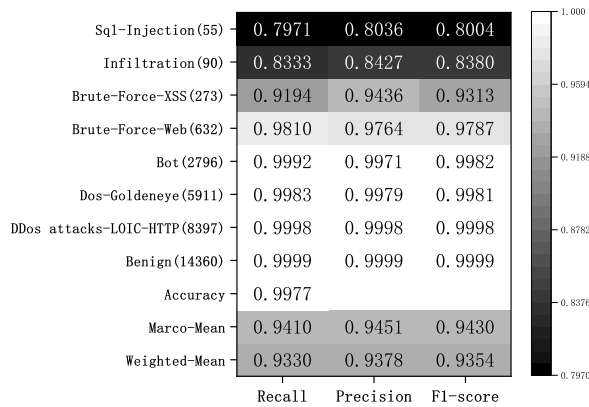 Sql-Injection(55) 0.7971 0.8036 0.8004
Infiltration(90) 0.8333 0.8427 0.8380
Brute-Force-XSS(273) 0.9194 0.9436 0.9313
Brute-Force-Web(632) 0.9810 0.9764 0.9787
Bot(2796) 0.9992 0.9971 0.9982
Dos-Goldeneye(5911) 0.9983 0.9979 0.9981
DDos attacks-LOIC-HTTP(8397) 0.9998 0.9998 0.9998
Benign(14360) 0.9999 0.9999 0.9999
Accuracy 0.9977
Marco-Mean 0.9410 0.9451 0.9430
Weighted-Mean 0.9330 0.9378 0.9354
Recall Precision F1-score
1.000
0.9594
0.9188
0.8782
0.8376
0.7970